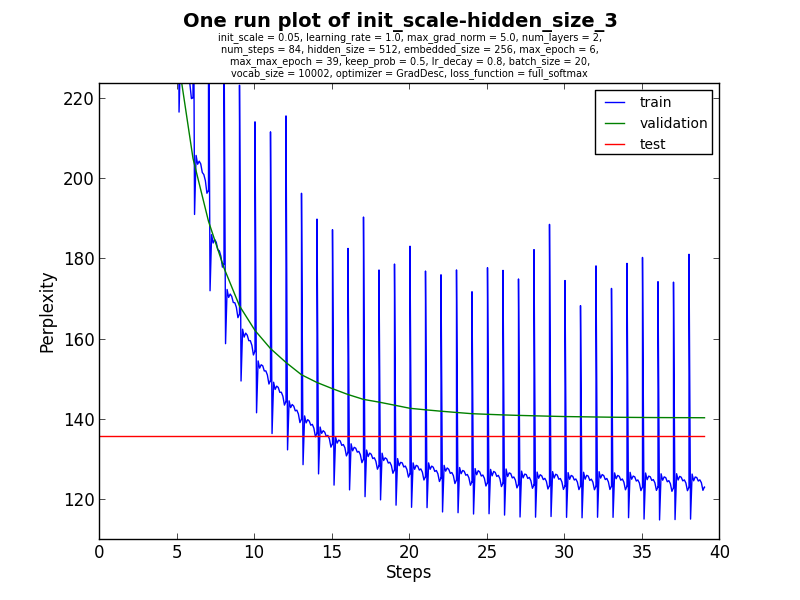 One run plot of init_scale-hidden_size_3
init_scale = 0.05, learning_rate = 1.0, max_grad_norm = 5.0, num_layers = 2,
num_steps = 84, hidden_size = 512, embedded_size = 256, max_epoch = 6,
max_max_epoch = 39, keep_prob = 0.5, lr_decay = 0.8, batch_size = 20,
vocab_size = 10002, optimizer = GradDesc, loss_function = full_softmax
train
validation
test
220
200
180
160
140
120
Perplexity
0 5 10 15 20 25 30 35 40
Steps